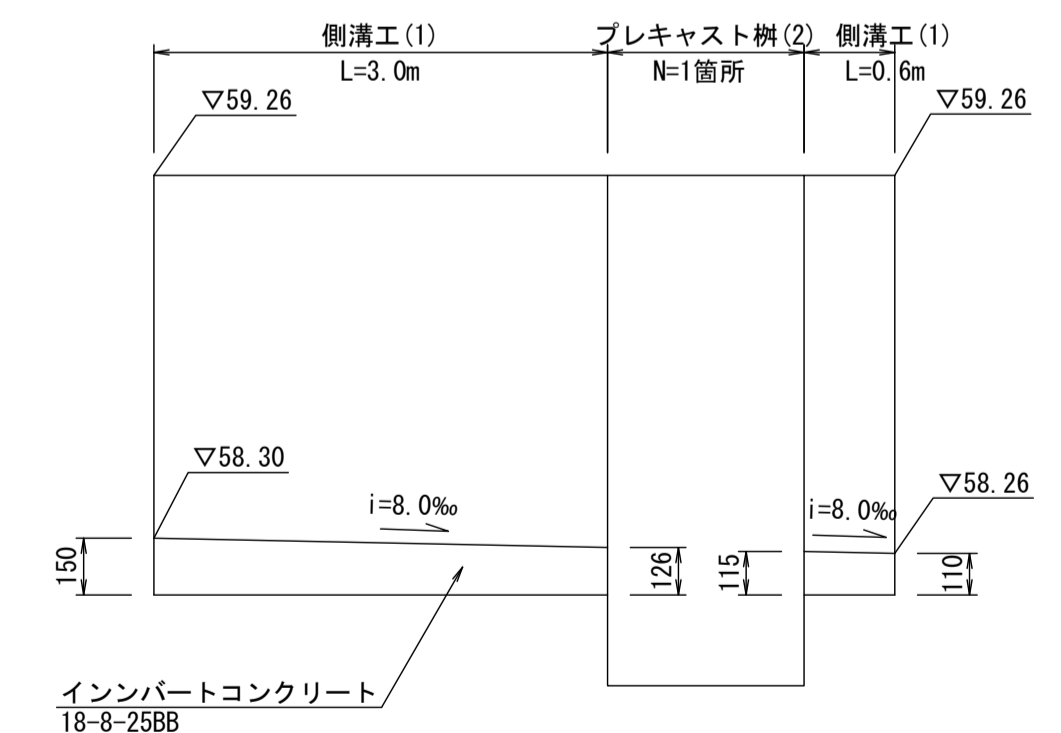 側溝工(1)
プレキャスト桝(2)
側溝工(1)
L=3.0m
N=1箇所
L=0.6m
▽59.26
▽59.26
▽58.30
▽58.26
i=8.0‰
i=8.0‰
150
126
115
110
インンバートコンクリート
18-8-25BB